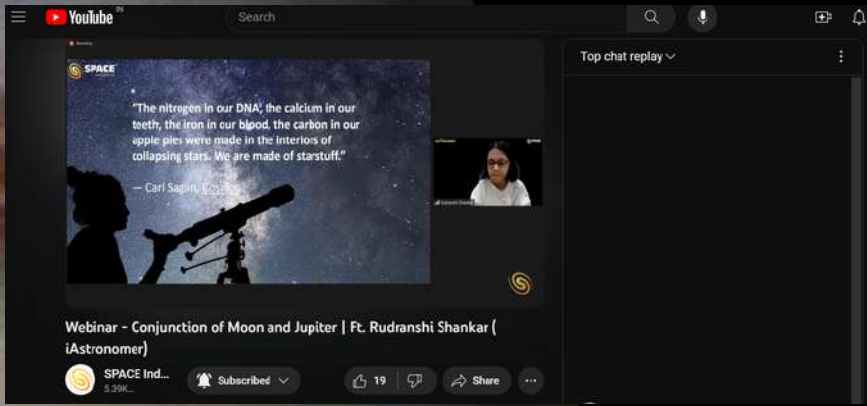 YouTube IN
Search
Top chat replay
SPACE
"The nitrogen in our DNA, the calcium in our
teeth, the iron in our blood, the carbon in our
apple pies were made in the interiors of
collapsing stars. We are made of starstuff."
— Carl Sagan, Cosmos
Webinar - Conjunction of Moon and Jupiter | Ft. Rudranshi Shankar (
iAstronomer)
SPACE Ind...
5.39K...
Subscribed
19
Share